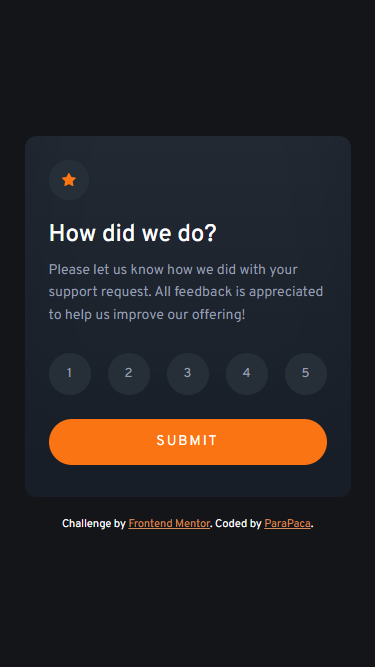 How did we do?
Please let us know how we did with your
support request. All feedback is appreciated
to help us improve our offering!
1 2 3 4 5
SUBMIT
Challenge by Frontend Mentor. Coded by ParaPaca.